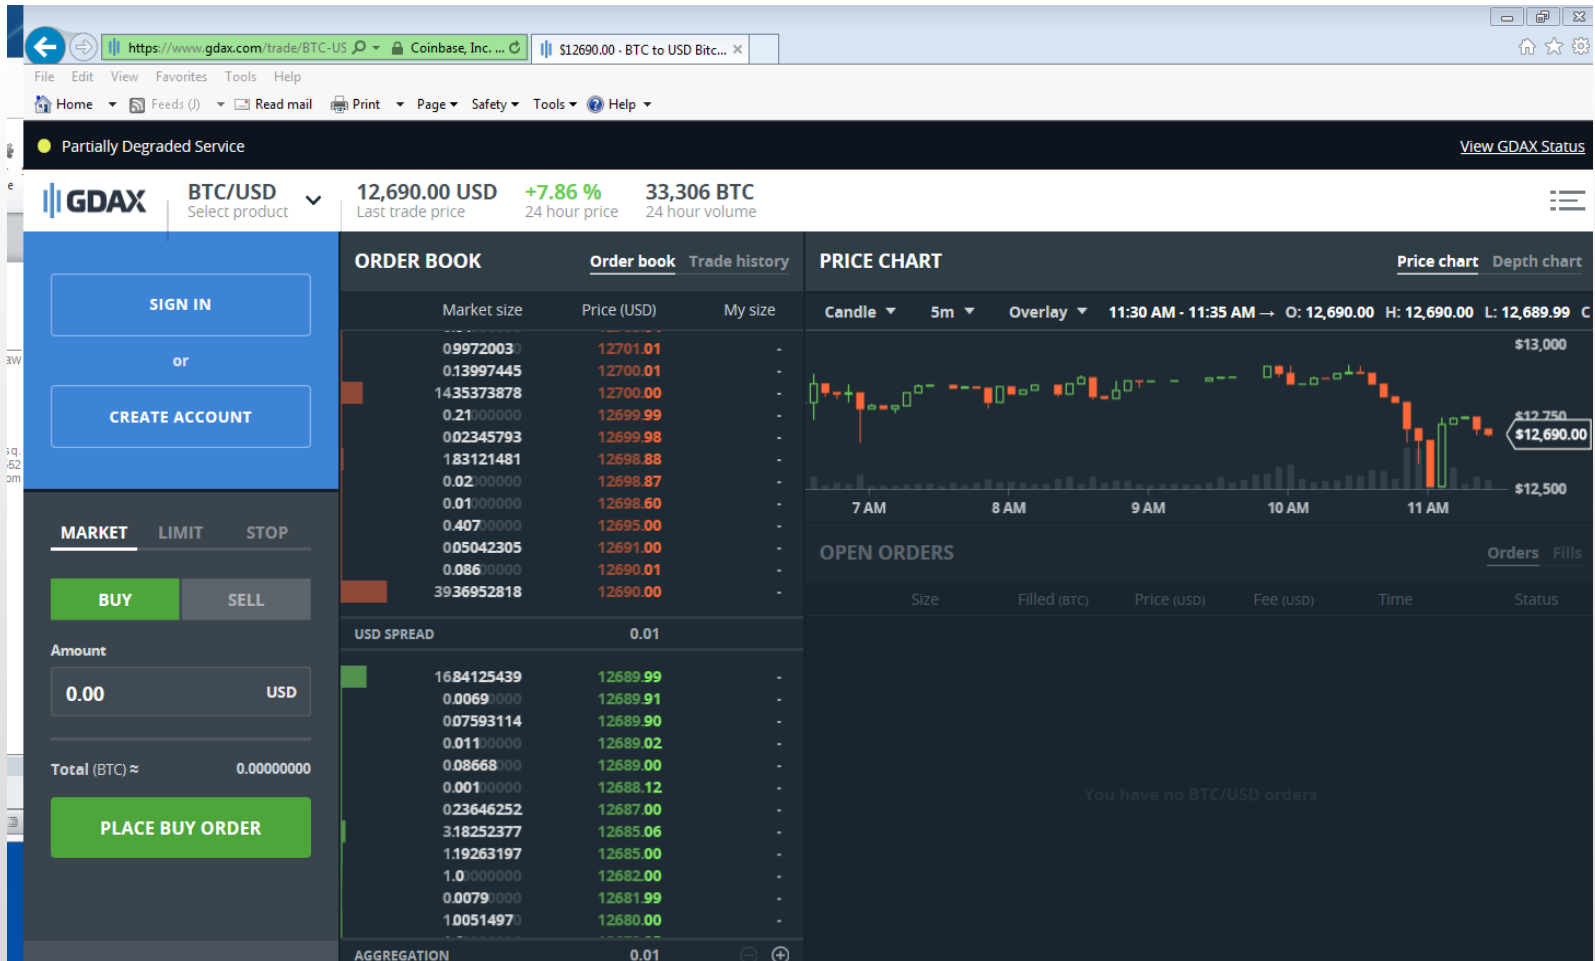 https://www.gdax.com/trade/BTC-US Coinbase, Inc. ... $12690.00 - BTC to USD Bitc...
File Edit View Favorites Tools Help
Home Feeds (J) Read mail Print Page Safety Tools Help
Partially Degraded Service View GDAX Status
GDAX BTC/USD 12,690.00 USD +7.86 % 33,306 BTC
Select product Last trade price 24 hour price 24 hour volume
SIGN IN
or
CREATE ACCOUNT
MARKET LIMIT STOP
BUY SELL
Amount
0.00 USD
Total (BTC) ≈ 0.00000000
PLACE BUY ORDER
ORDER BOOK Order book Trade history
Market size Price (USD) My size
0.99720030 12701.01 -
0.13997445 12700.01 -
14.35373878 12700.00 -
0.21000000 12699.99 -
0.02345793 12699.98 -
1.83121481 12698.88 -
0.02000000 12698.87 -
0.01000000 12698.60 -
0.40700000 12695.00 -
0.05042305 12691.00 -
0.08600000 12690.01 -
39.36952818 12690.00 -
USD SPREAD 0.01
16.84125439 12689.99 -
0.00690000 12689.91 -
0.07593114 12689.90 -
0.01100000 12689.02 -
0.08668000 12689.00 -
0.00100000 12688.12 -
0.23646252 12687.00 -
3.18252377 12685.06 -
1.19263197 12685.00 -
1.00000000 12682.00 -
0.00790000 12681.99 -
1.00514970 12680.00 -
AGGREGATION 0.01
PRICE CHART Price chart Depth chart
Candle 5m Overlay 11:30 AM - 11:35 AM → O: 12,690.00 H: 12,690.00 L: 12,689.99 C
$13,000
$12,750
$12,690.00
$12,500
7 AM 8 AM 9 AM 10 AM 11 AM
OPEN ORDERS Orders Fills
Size Filled (BTC) Price (USD) Fee (USD) Time Status
You have no BTC/USD orders